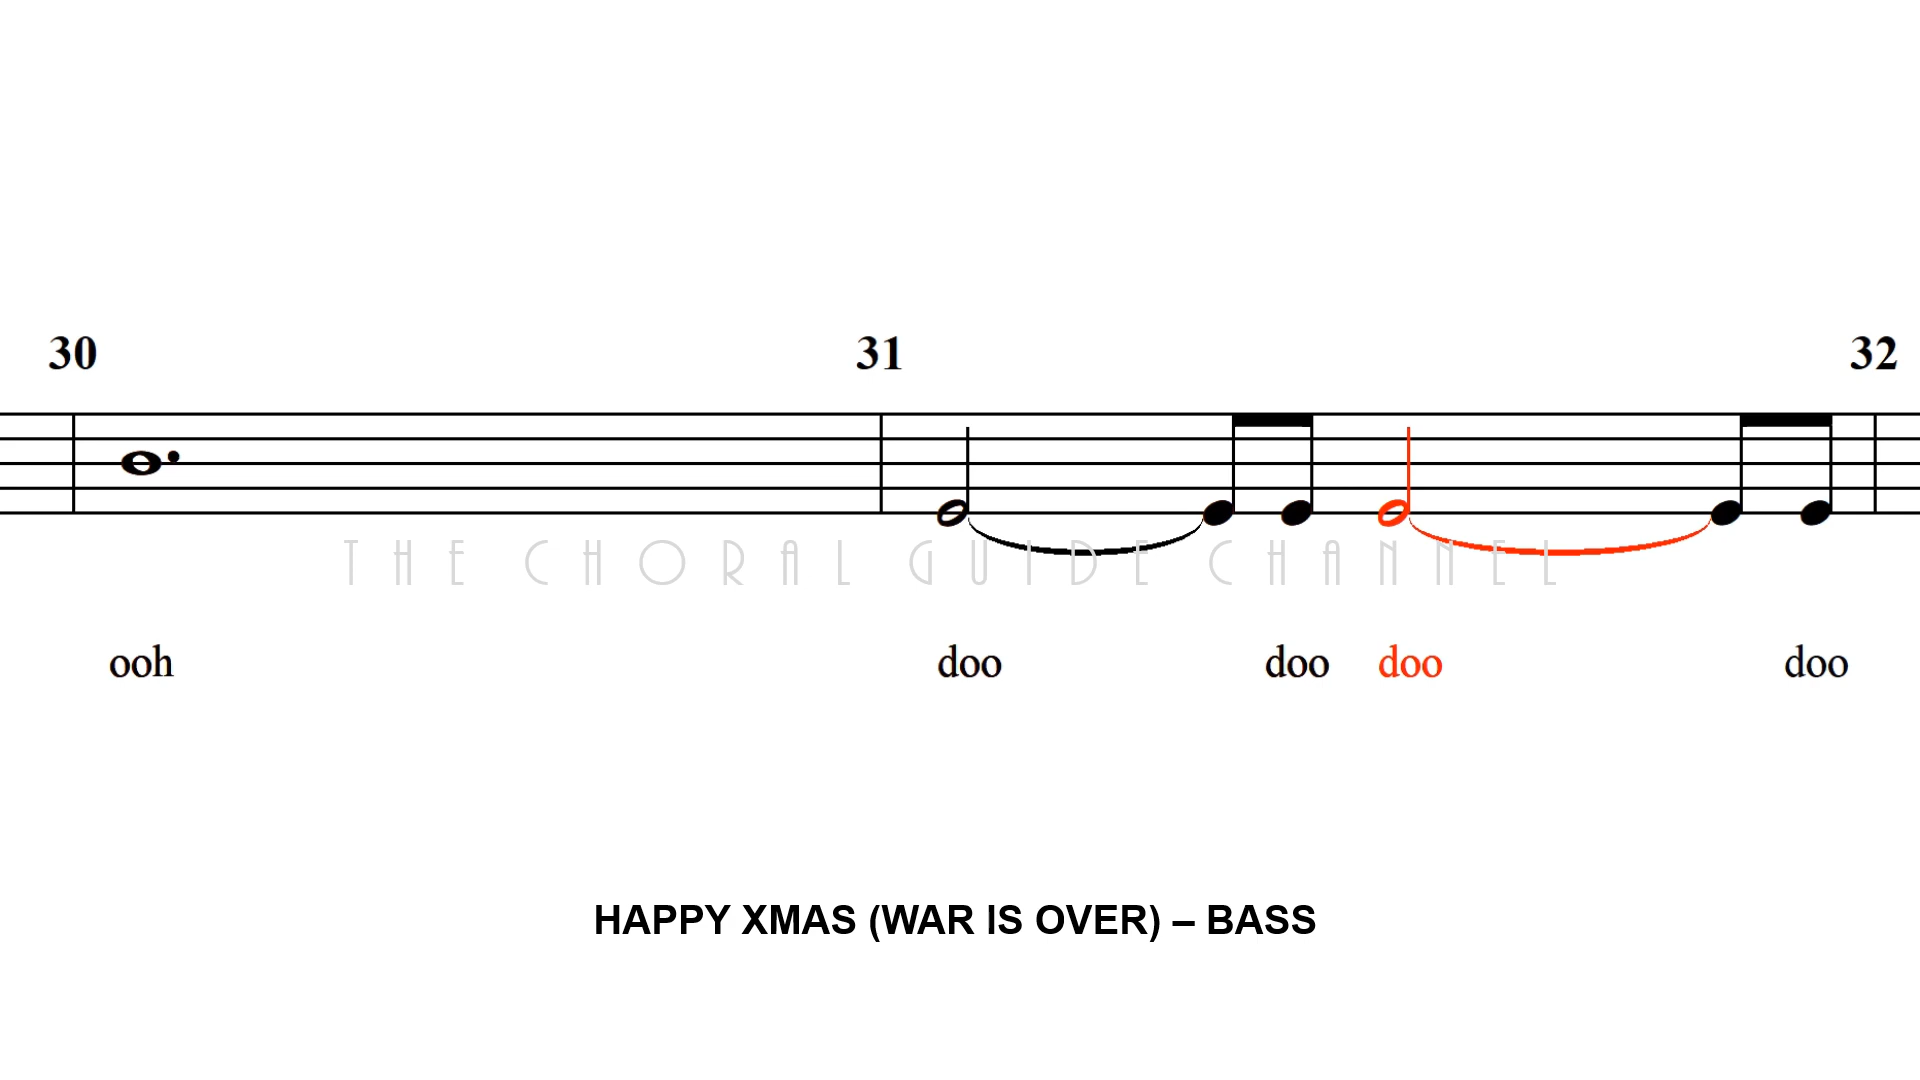 30 31 32
THE CHORAL GUIDE CHANNEL
ooh doo doo doo doo
HAPPY XMAS (WAR IS OVER) – BASS